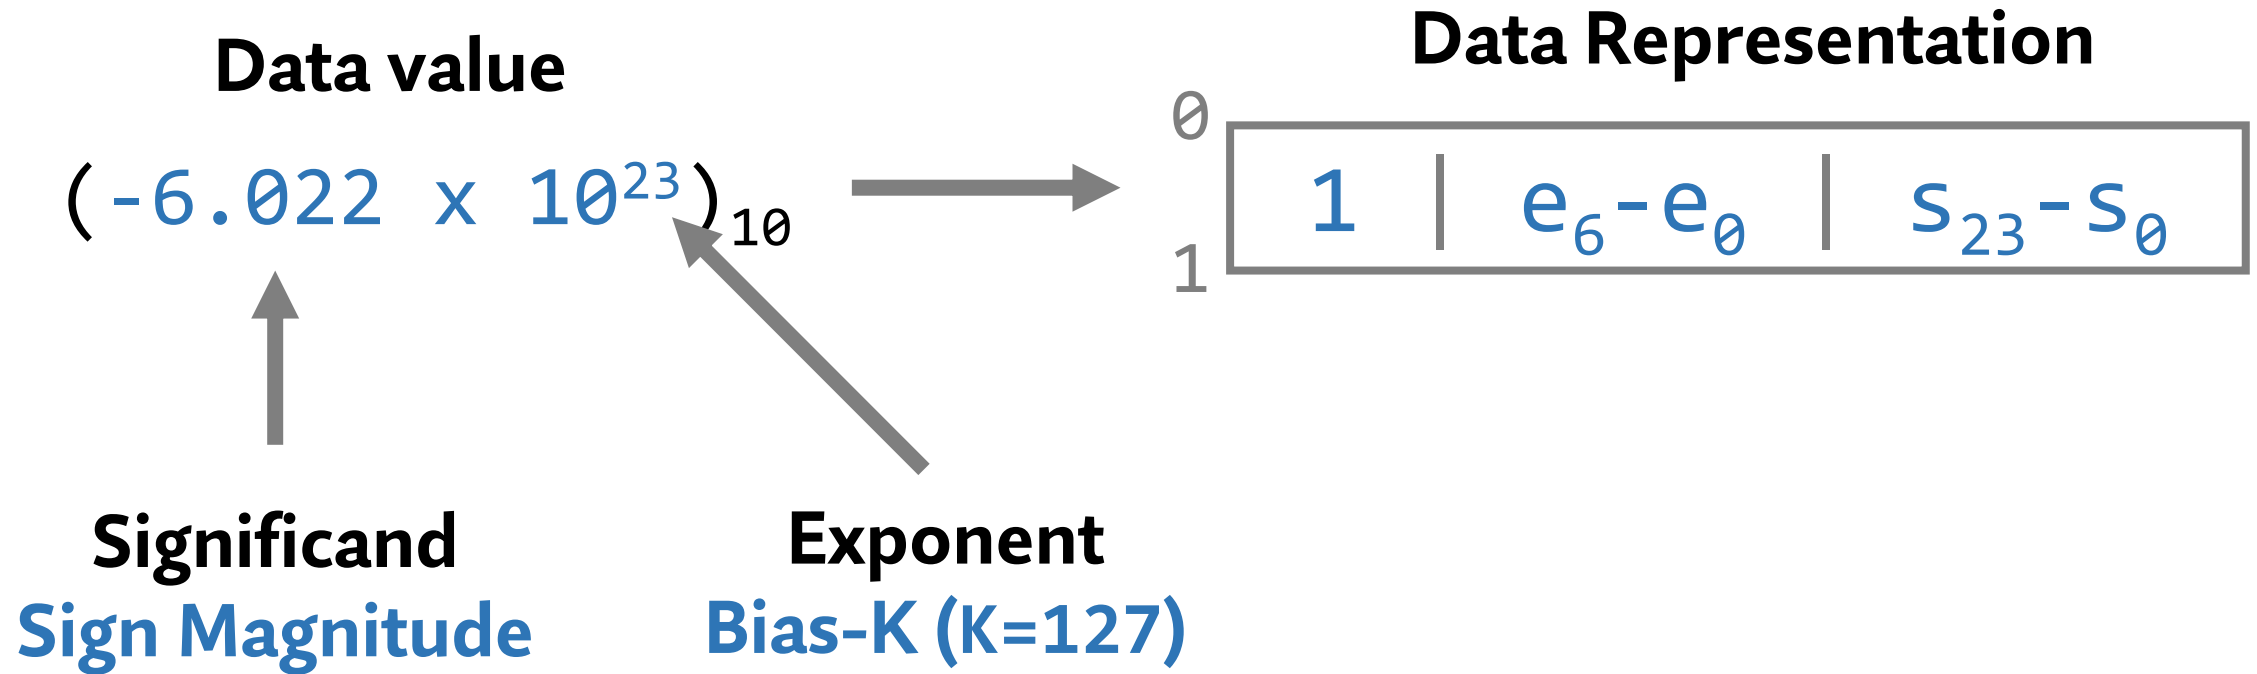 Data value
Data Representation
(-6.022 x 10²³)₁₀
0
1
1 | e₆-e₀ | s₂₃-s₀
Significand
Sign Magnitude
Exponent
Bias-K (K=127)